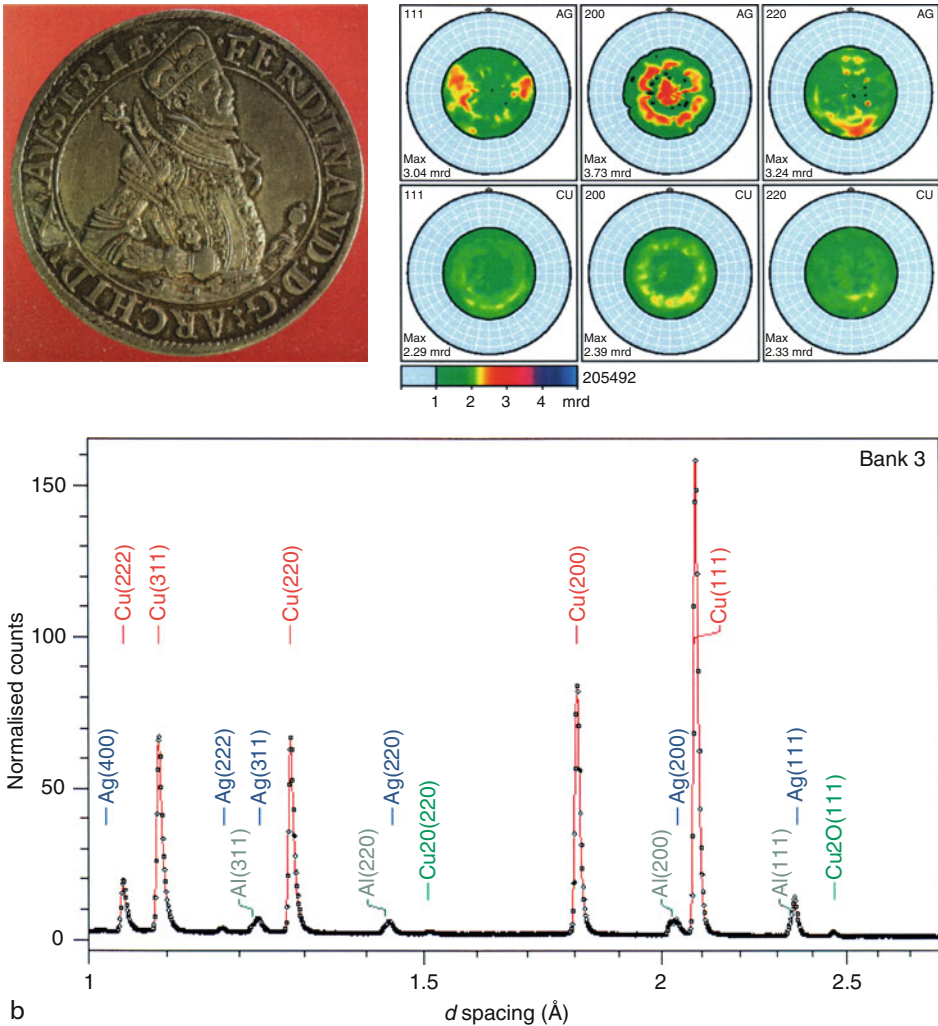 FERDINAND·D:G·ARCHID VX·AVSTRIÆ
111 AG
Max
3.04 mrd
200 AG
Max
3.73 mrd
220 AG
Max
3.24 mrd
111 CU
Max
2.29 mrd
200 CU
Max
2.39 mrd
220 CU
Max
2.33 mrd
205492
1 2 3 4 mrd
Bank 3
Normalised counts
150
100
50
0
Cu(222)
Cu(311)
Cu(220)
Cu(200)
Cu(111)
Ag(400)
Ag(222)
Ag(311)
Ag(220)
Ag(200)
Ag(111)
Al(311)
Al(220)
Cu20(220)
Al(200)
Al(111)
Cu2O(111)
1 1.5 2 2.5
d spacing (Å)
b